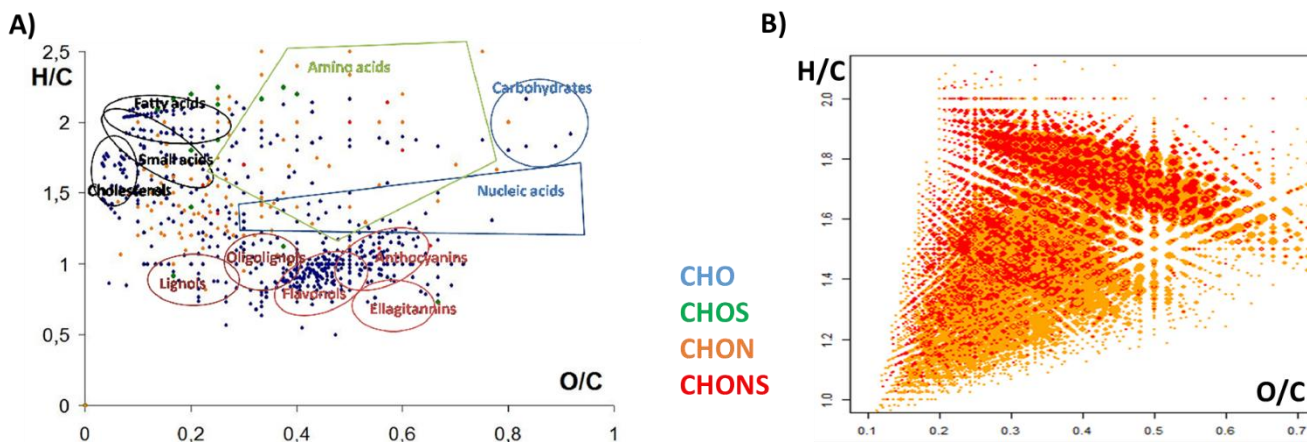 A)
H/C
2,5
2
1,5
1
0,5
0
0
0,2
0,4
0,6
0,8
1
O/C
Amino acids
Carbohydrates
Fatty acids
Small acids
Cholesterols
Nucleic acids
Oligolignols
Anthocyanins
Lignols
Flavonols
Ellagitannins
CHO
CHOS
CHON
CHONS
B)
H/C
2.0
1.8
1.6
1.4
1.2
1.0
0.1
0.2
0.3
0.4
0.5
0.6
0.7
O/C